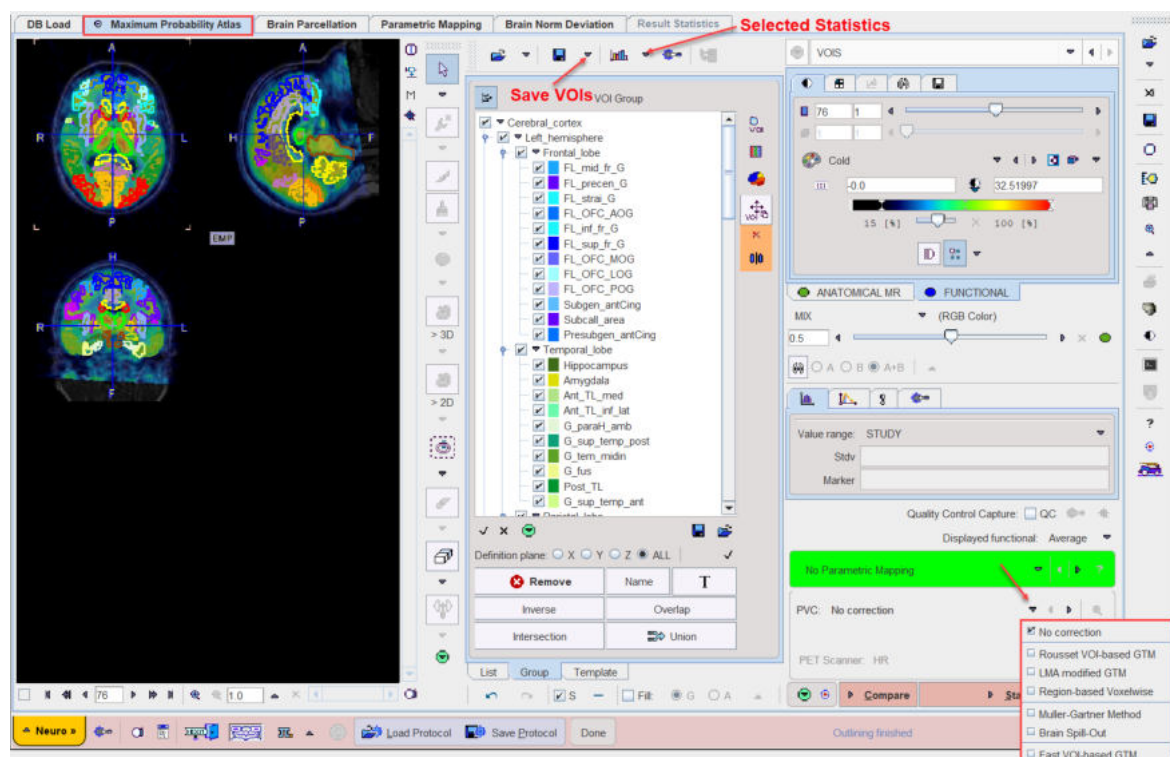 DB Load
Maximum Probability Atlas
Brain Parcellation
Parametric Mapping
Brain Norm Deviation
Result Statistics
Selected Statistics
Save VOIs
VOI Group
Cerebral_cortex
Left_hemisphere
Frontal_lobe
FL_mid_fr_G
FL_precen_G
FL_strai_G
FL_OFC_AOG
FL_inf_fr_G
FL_sup_fr_G
FL_OFC_MOG
FL_OFC_LOG
FL_OFC_POG
Subgen_antCing
Subcall_area
Presubgen_antCing
Temporal_lobe
Hippocampus
Amygdala
Ant_TL_med
Ant_TL_inf_lat
G_paraH_amb
G_sup_temp_post
G_tem_midin
G_fus
Post_TL
G_sup_temp_ant
Parietal_lobe
Definition plane: X Y Z ALL
Remove Name T
Inverse Overlap
Intersection Union
List Group Template
S Fill: G O A
A A
R L H F
P P
EMP
H
R L
F
M
> 3D
> 2D
VOI
VOI
VOIS
76 1
1 1
Cold
-0.0 32.51997
15 [%] 100 [%]
ANATOMICAL MR FUNCTIONAL
MIX (RGB Color)
0.5
A B A+B
Value range: STUDY
Stdv
Marker
Quality Control Capture: QC
Displayed functional: Average
No Parametric Mapping
PVC: No correction
PET Scanner: HR
Compare
No correction
Rousset VOI-based GTM
LMA modified GTM
Region-based Voxelwise
Muller-Gartner Method
Brain Spill-Out
Fast VOI-based GTM
76 1.0
Neuro »
Load Protocol
Save Protocol
Done
Outlining finished